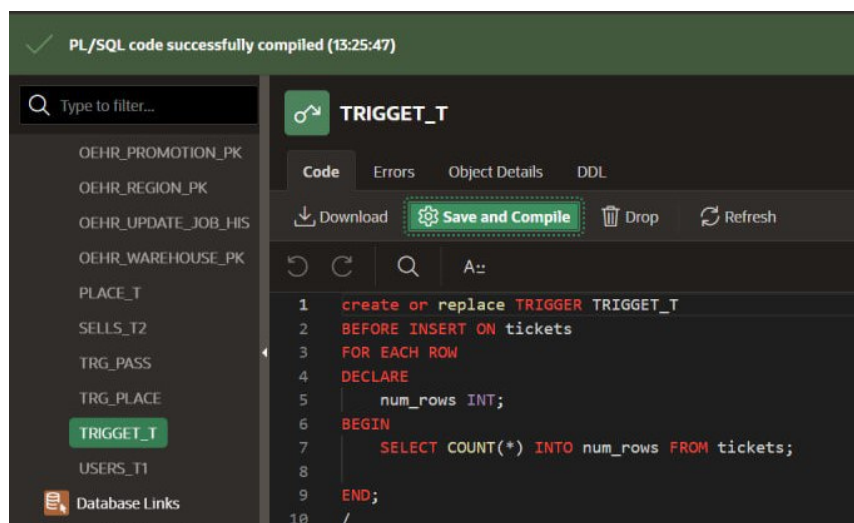 PL/SQL code successfully compiled (13:25:47)
Type to filter...
OEHR_PROMOTION_PK
OEHR_REGION_PK
OEHR_UPDATE_JOB_HIS
OEHR_WAREHOUSE_PK
PLACE_T
SELLS_T2
TRG_PASS
TRG_PLACE
TRIGGET_T
USERS_T1
Database Links
TRIGGET_T
Code Errors Object Details DDL
Download Save and Compile Drop Refresh
A::
1 create or replace TRIGGER TRIGGET_T
2 BEFORE INSERT ON tickets
3 FOR EACH ROW
4 DECLARE
5 num_rows INT;
6 BEGIN
7 SELECT COUNT(*) INTO num_rows FROM tickets;
8
9 END;
10 /